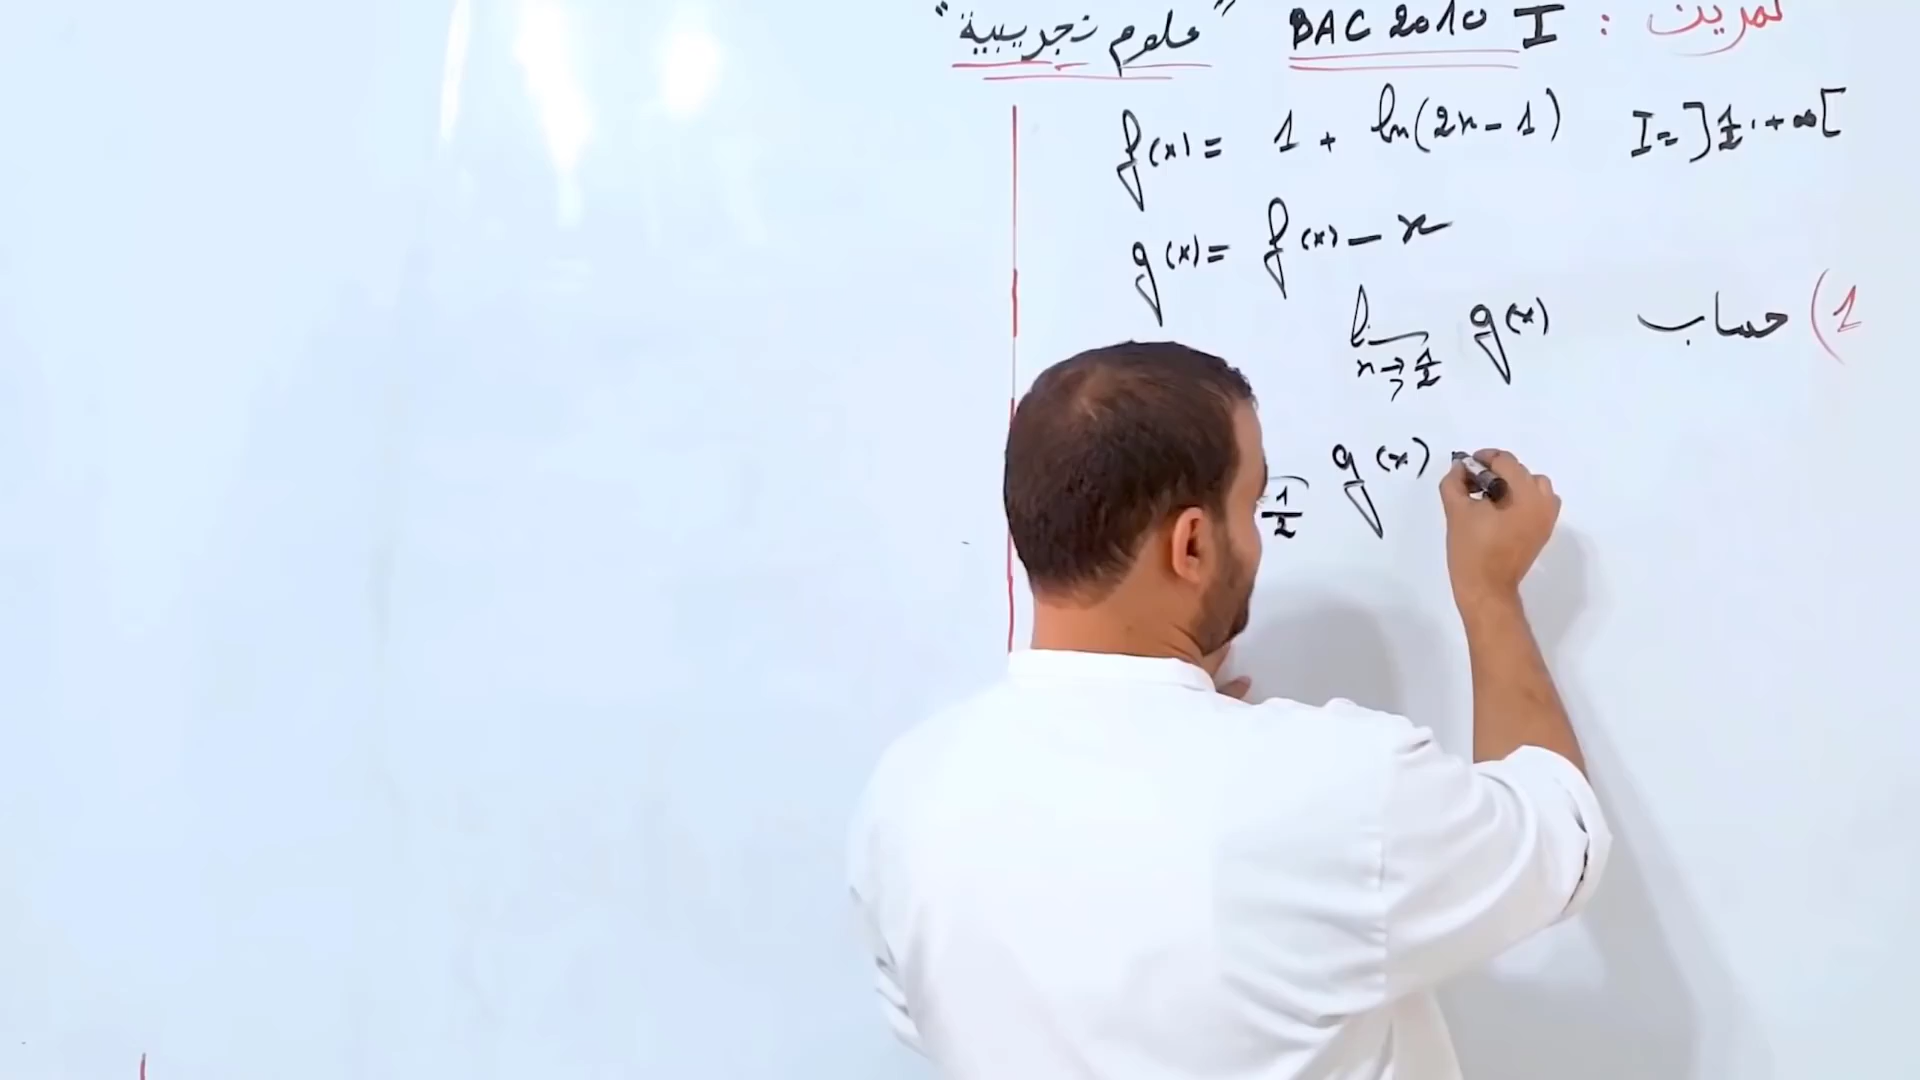 تمرين : BAC 2010 I "علوم تجريبية"
f(x) = 1 + ln(2x - 1) I = ]1/2, +∞[
g(x) = f(x) - x
1) حساب lim x→>1/2 g(x)
1/2 g(x)